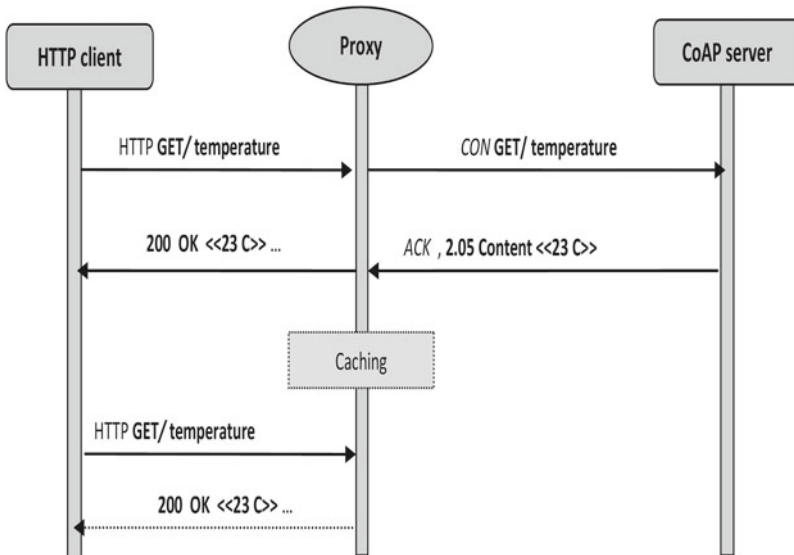 HTTP client
Proxy
CoAP server
HTTP GET/ temperature
CON GET/ temperature
200 OK <<23 C>> ...
ACK , 2.05 Content <<23 C>>
Caching
HTTP GET/ temperature
200 OK <<23 C>> ...